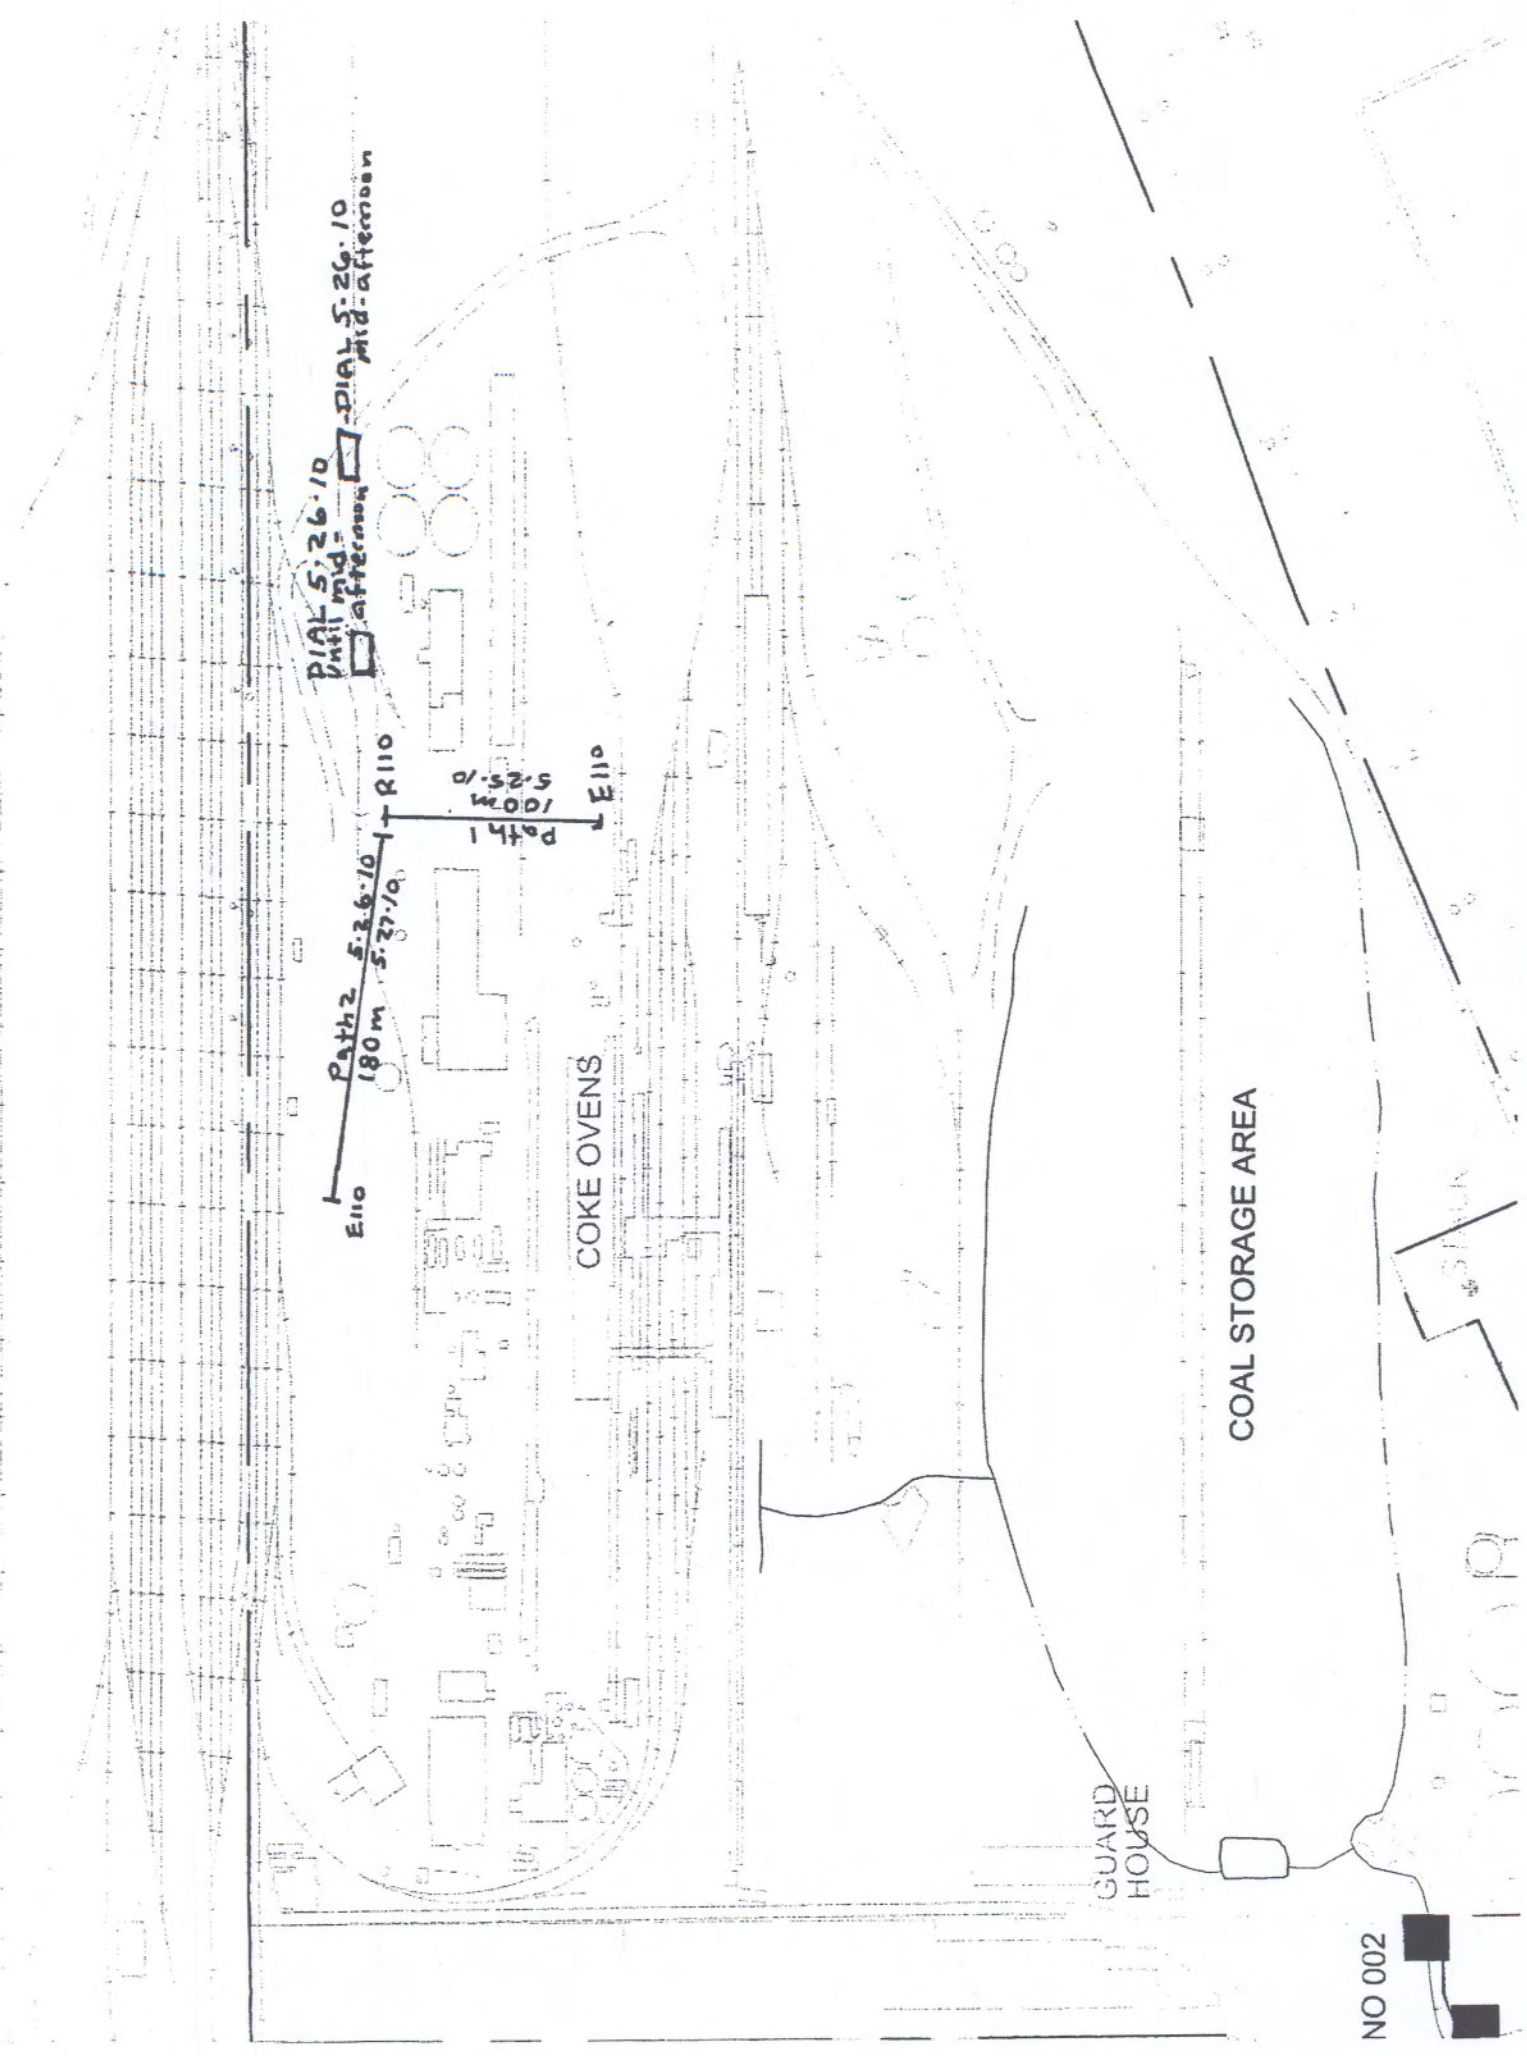 DIAL 5.26.10
Until mid-
afternoon
DIAL 5.26.10
mid-afternoon
R110
Path 2 5.26.10
180 m 5.27.10
E110
Path 1
100 m
5.25.10
E110
COKE OVENS
COAL STORAGE AREA
GUARD
HOUSE
NO 002